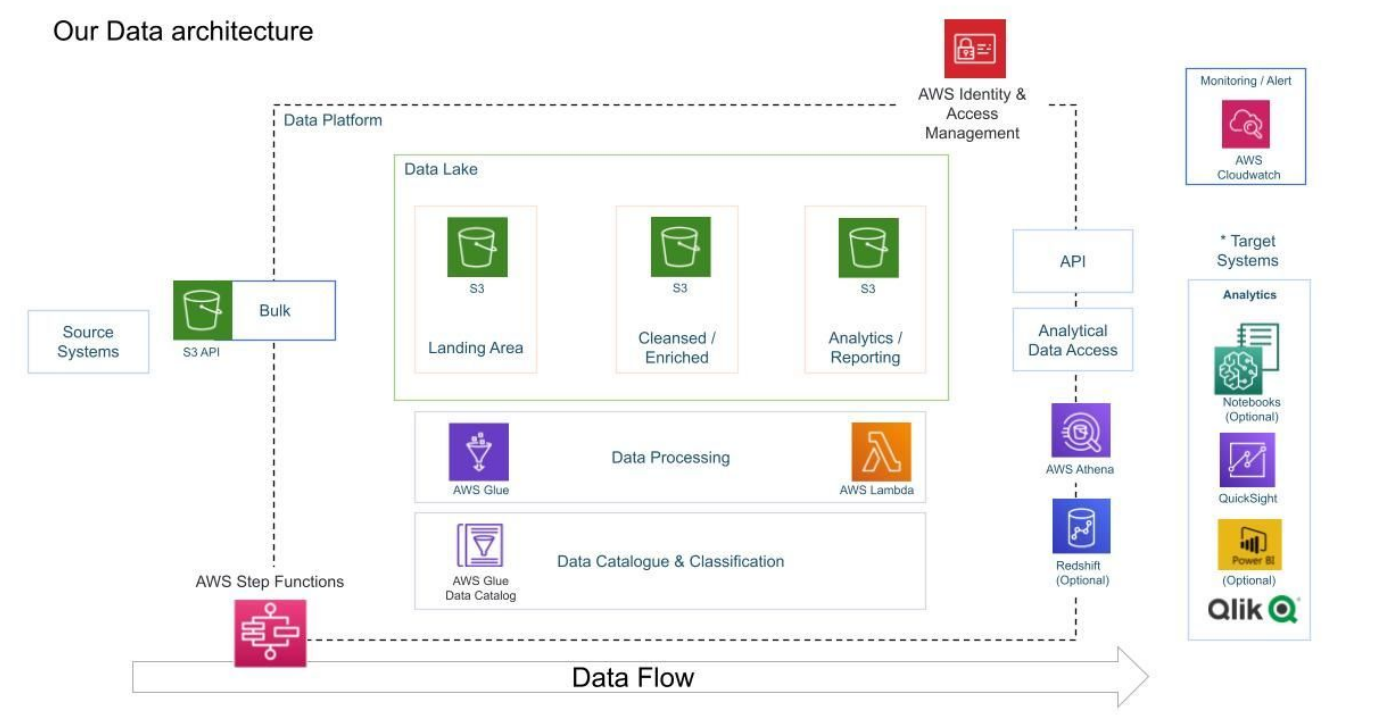 Our Data architecture
AWS Identity &
Access
Management
Monitoring / Alert
AWS
Cloudwatch
Data Platform
Data Lake
S3
Landing Area
S3
Cleansed /
Enriched
S3
Analytics /
Reporting
Source
Systems
S3 API
Bulk
API
Analytical
Data Access
* Target
Systems
Analytics
Notebooks
(Optional)
QuickSight
Power BI
(Optional)
Qlik
AWS Glue
Data Processing
AWS Lambda
AWS Athena
AWS Glue
Data Catalog
Data Catalogue & Classification
Redshift
(Optional)
AWS Step Functions
Data Flow